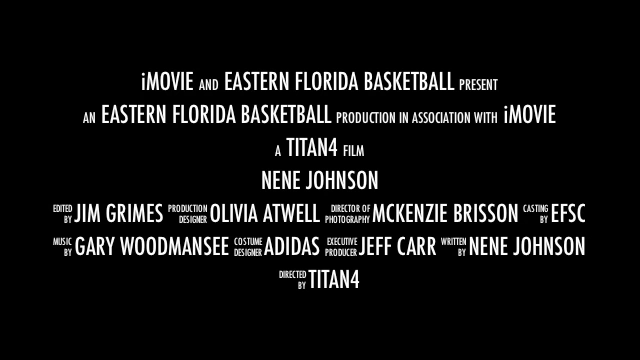 iMOVIE AND EASTERN FLORIDA BASKETBALL PRESENT
AN EASTERN FLORIDA BASKETBALL PRODUCTION IN ASSOCIATION WITH iMOVIE
A TITAN4 FILM
NENE JOHNSON
EDITED BY JIM GRIMES PRODUCTION DESIGNER OLIVIA ATWELL DIRECTOR OF PHOTOGRAPHY MCKENZIE BRISSON CASTING BY EFSC
MUSIC BY GARY WOODMANSEE COSTUME DESIGNER ADIDAS EXECUTIVE PRODUCER JEFF CARR WRITTEN BY NENE JOHNSON
DIRECTED BY TITAN4